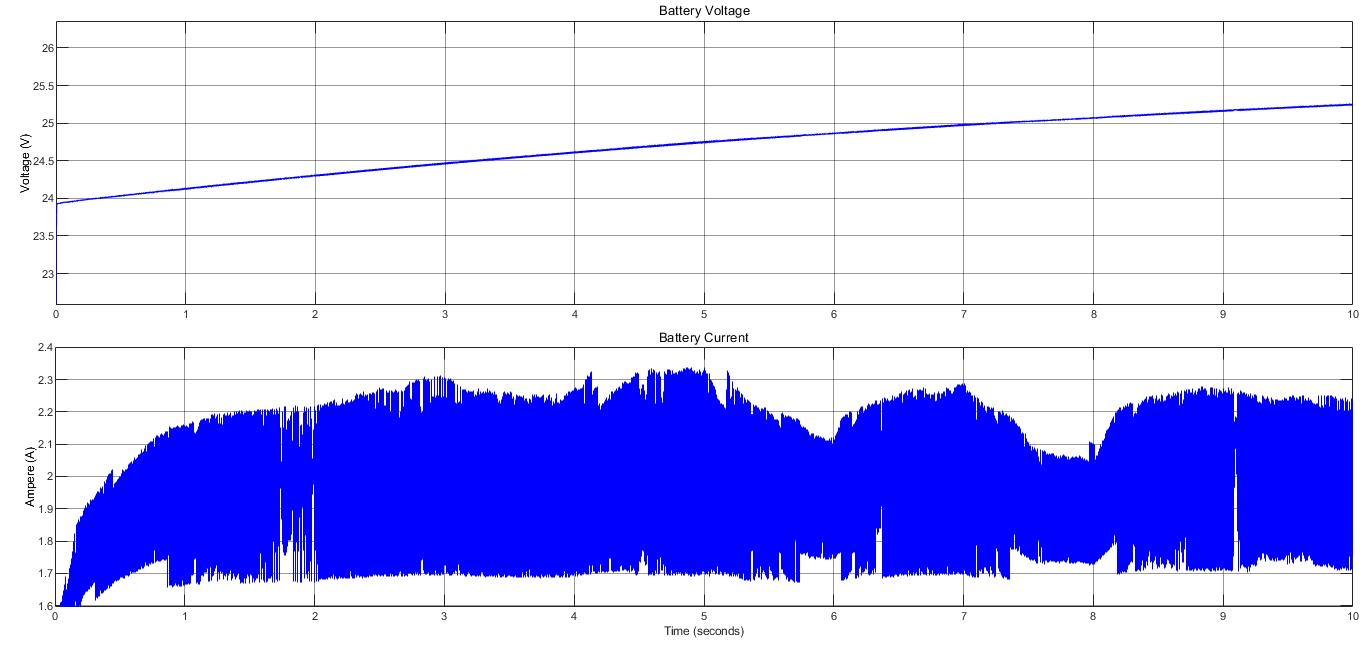 Battery Voltage
26
25.5
25
24.5
24
23.5
23
Voltage (V)
0 1 2 3 4 5 6 7 8 9 10
Battery Current
2.4
2.3
2.2
2.1
2
1.9
1.8
1.7
1.6
Ampere (A)
0 1 2 3 4 5 6 7 8 9 10
Time (seconds)